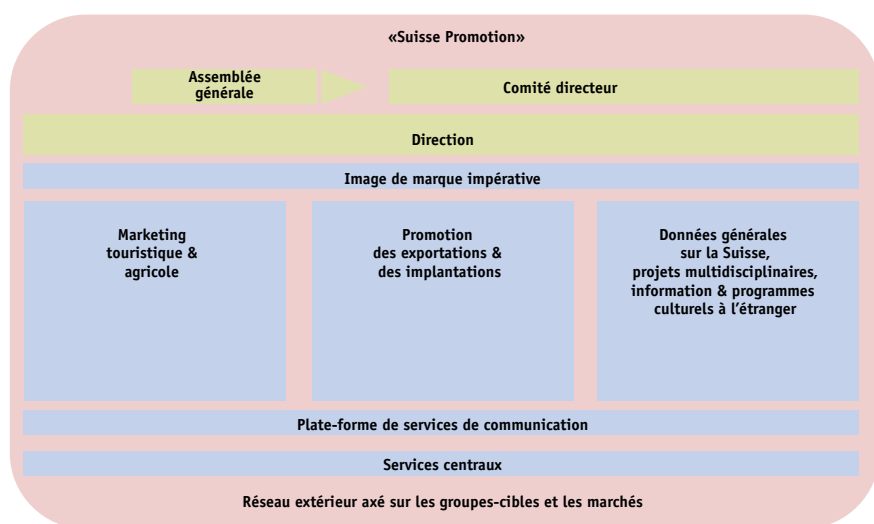 «Suisse Promotion»
Assemblée
générale
Comité directeur
Direction
Image de marque impérative
Marketing
touristique &
agricole
Promotion
des exportations &
des implantations
Données générales
sur la Suisse,
projets multidisciplinaires,
information & programmes
culturels à l’étranger
Plate-forme de services de communication
Services centraux
Réseau extérieur axé sur les groupes-cibles et les marchés